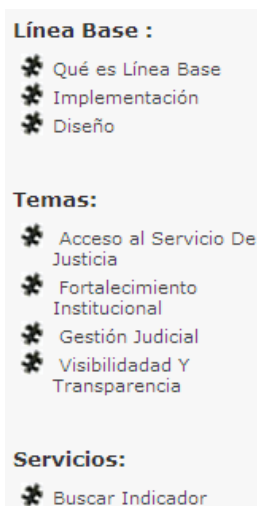 Línea Base :
Qué es Línea Base
Implementación
Diseño
Temas:
Acceso al Servicio De
Justicia
Fortalecimiento
Institucional
Gestión Judicial
Visibilidadad Y
Transparencia
Servicios:
Buscar Indicador